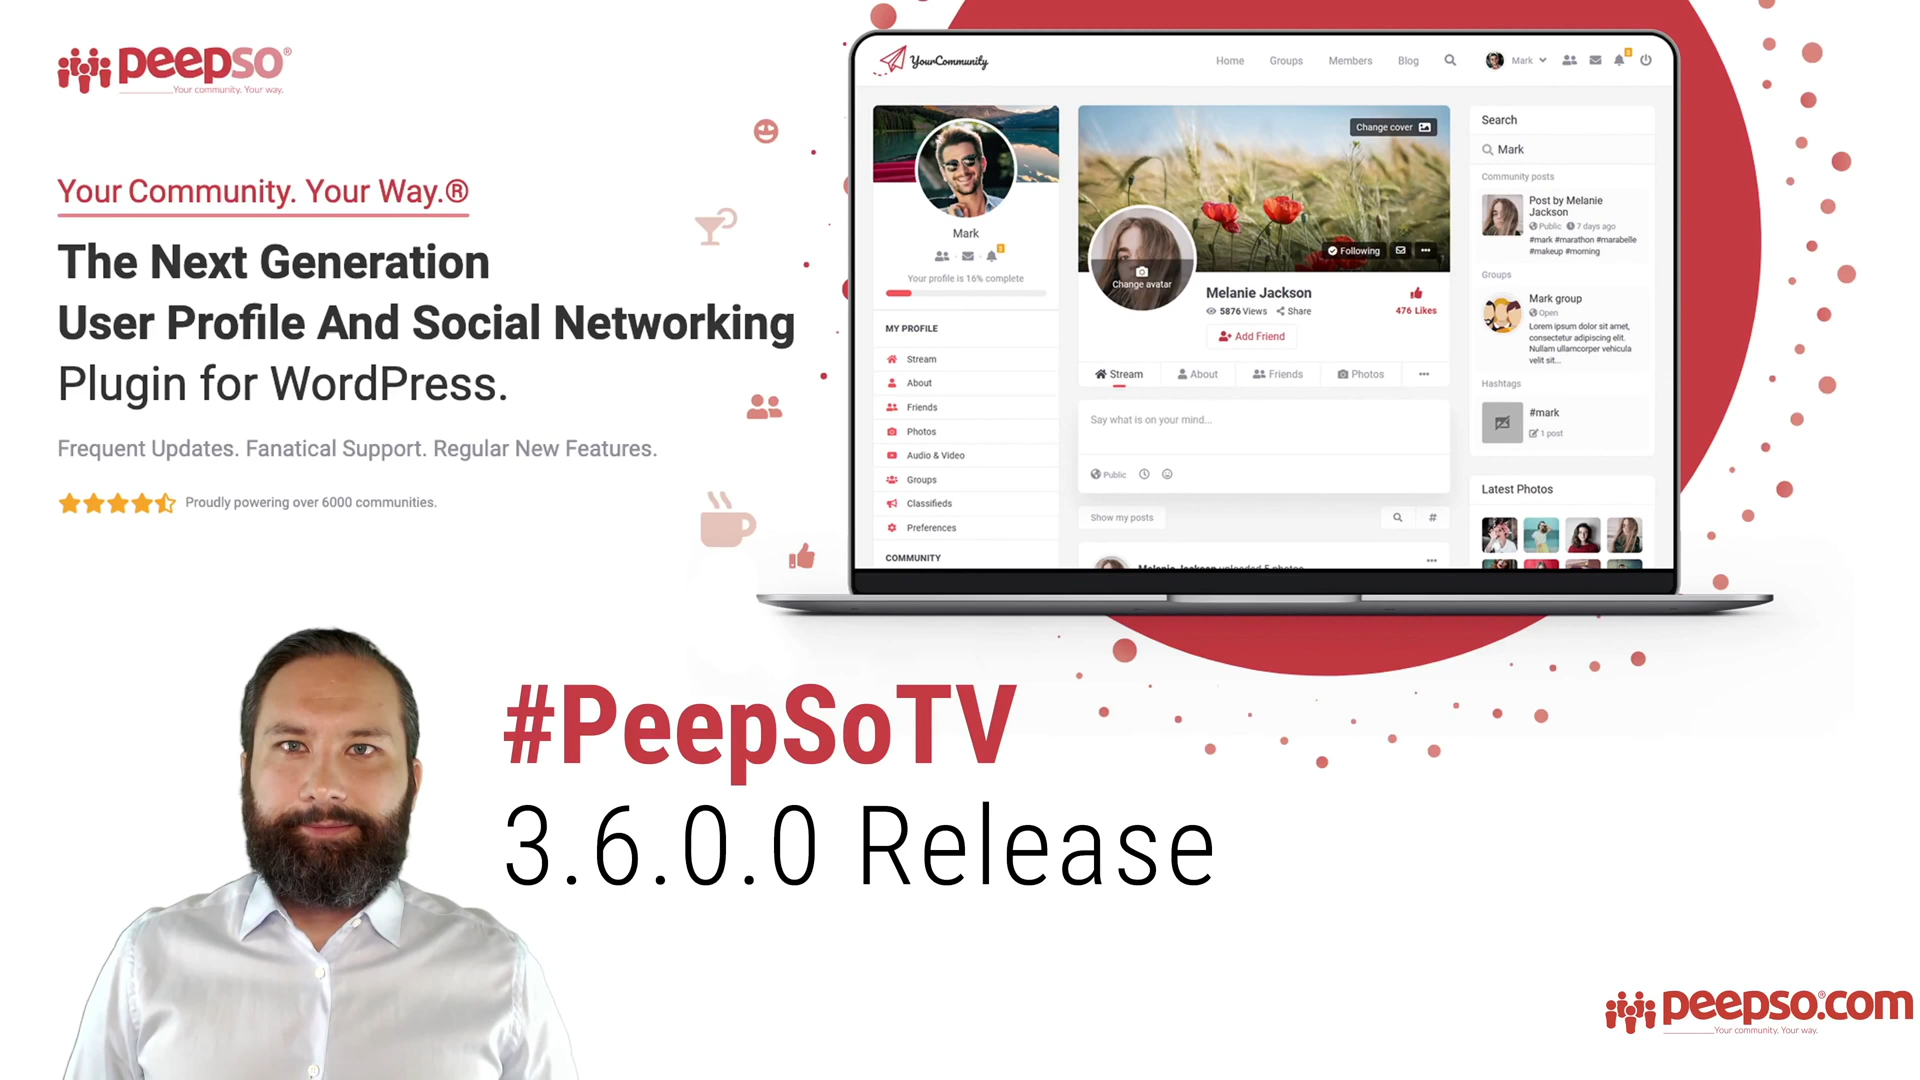 peepso®
Your community. Your way.
Your Community. Your Way.®
The Next Generation
User Profile And Social Networking
Plugin for WordPress.
Frequent Updates. Fanatical Support. Regular New Features.
Proudly powering over 6000 communities.
YourCommunity
Home Groups Members Blog Mark
Mark
Your profile is 16% complete
MY PROFILE
Stream
About
Friends
Photos
Audio & Video
Groups
Classifieds
Preferences
COMMUNITY
Change cover
Following
Change avatar
Melanie Jackson
5876 Views Share
476 Likes
Add Friend
Stream About Friends Photos
Say what is on your mind...
Public
Show my posts
#
Melanie Jackson uploaded 5 photos
Search
Mark
Community posts
Post by Melanie
Jackson
Public 7 days ago
#mark #marathon #marabelle
#makeup #morning
Groups
Mark group
Open
Lorem ipsum dolor sit amet,
consectetur adipiscing elit.
Nullam ullamcorper vehicula
velit sit...
Hashtags
#mark
1 post
Latest Photos
#PeepSoTV
3.6.0.0 Release
peepso®.com
Your community. Your way.